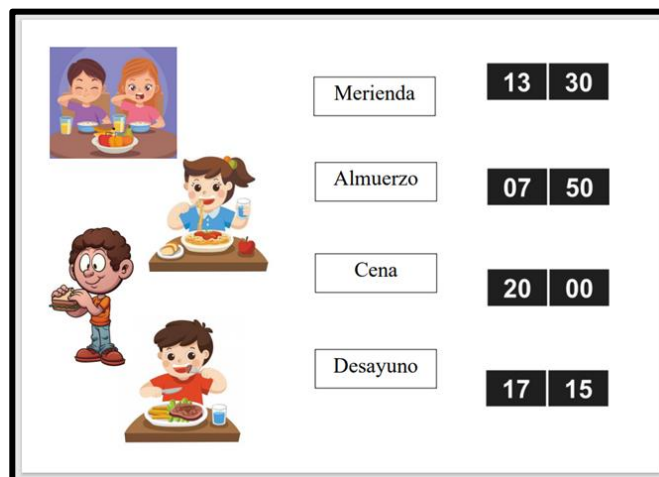 Merienda
13 30
Almuerzo
07 50
Cena
20 00
Desayuno
17 15